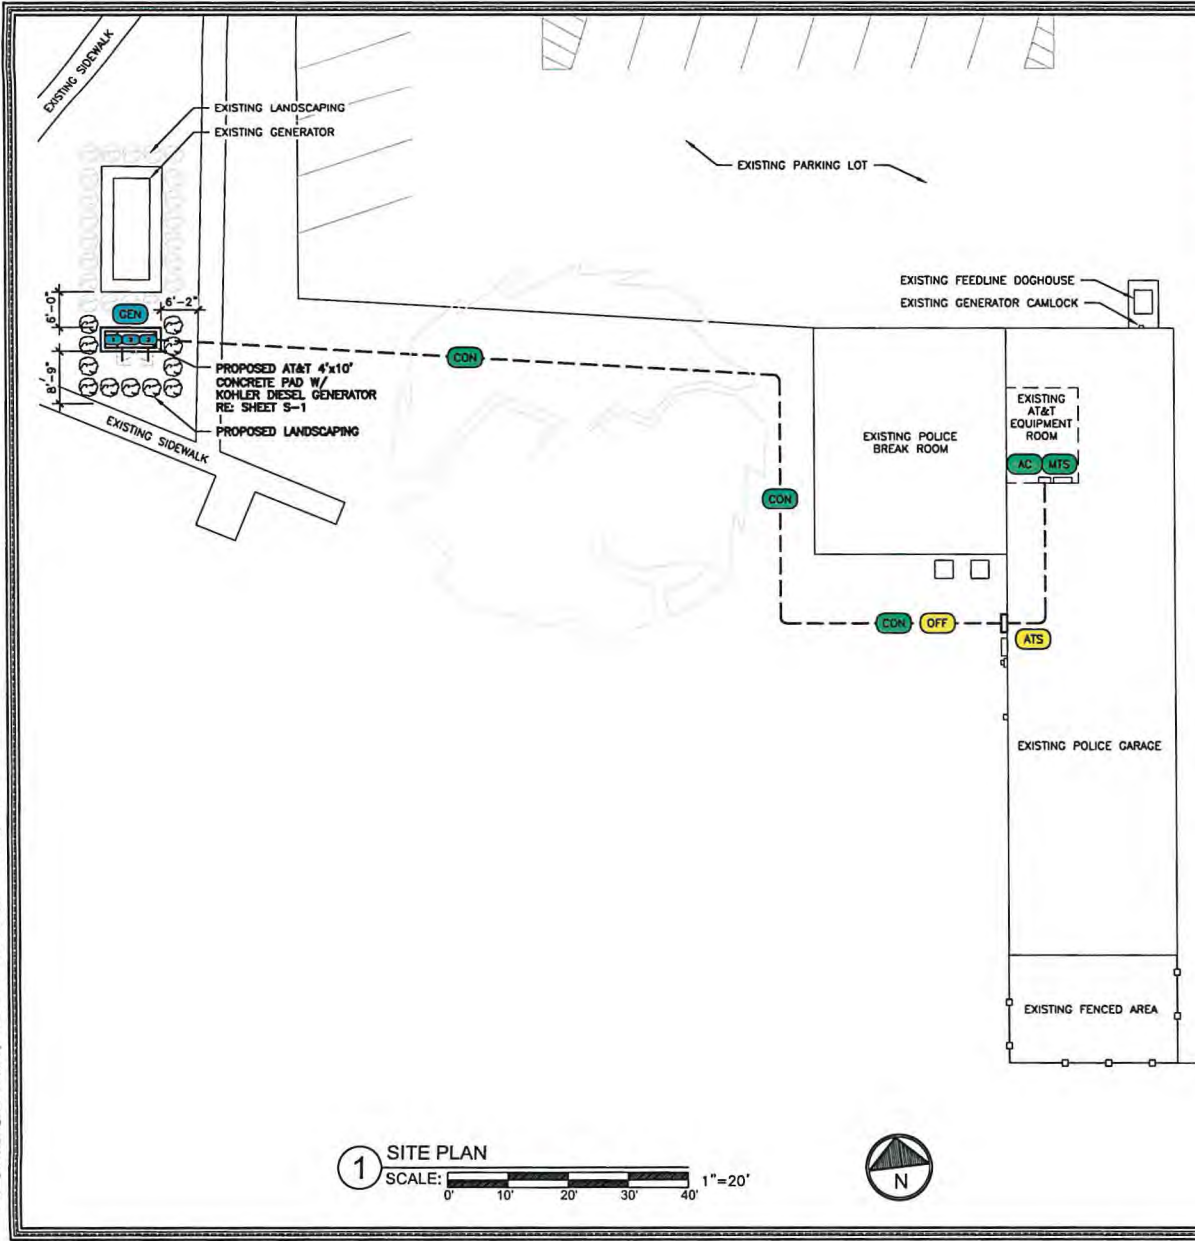 EXISTING SIDEWALK
EXISTING LANDSCAPING
EXISTING GENERATOR
EXISTING PARKING LOT
EXISTING FEEDLINE DOGHOUSE
EXISTING GENERATOR CAMLOCK
6'-0"
6'-2"
GEN
8'-9"
CON
PROPOSED AT&T 4'x10'
CONCRETE PAD W/
KOHLER DIESEL GENERATOR
RE: SHEET S-1
PROPOSED LANDSCAPING
EXISTING SIDEWALK
EXISTING POLICE
BREAK ROOM
EXISTING
AT&T
EQUIPMENT
ROOM
AC
MTS
CON
CON
OFF
ATS
EXISTING POLICE GARAGE
EXISTING FENCED AREA
1
SITE PLAN
SCALE:
1"=20'
0' 10' 20' 30' 40'
N